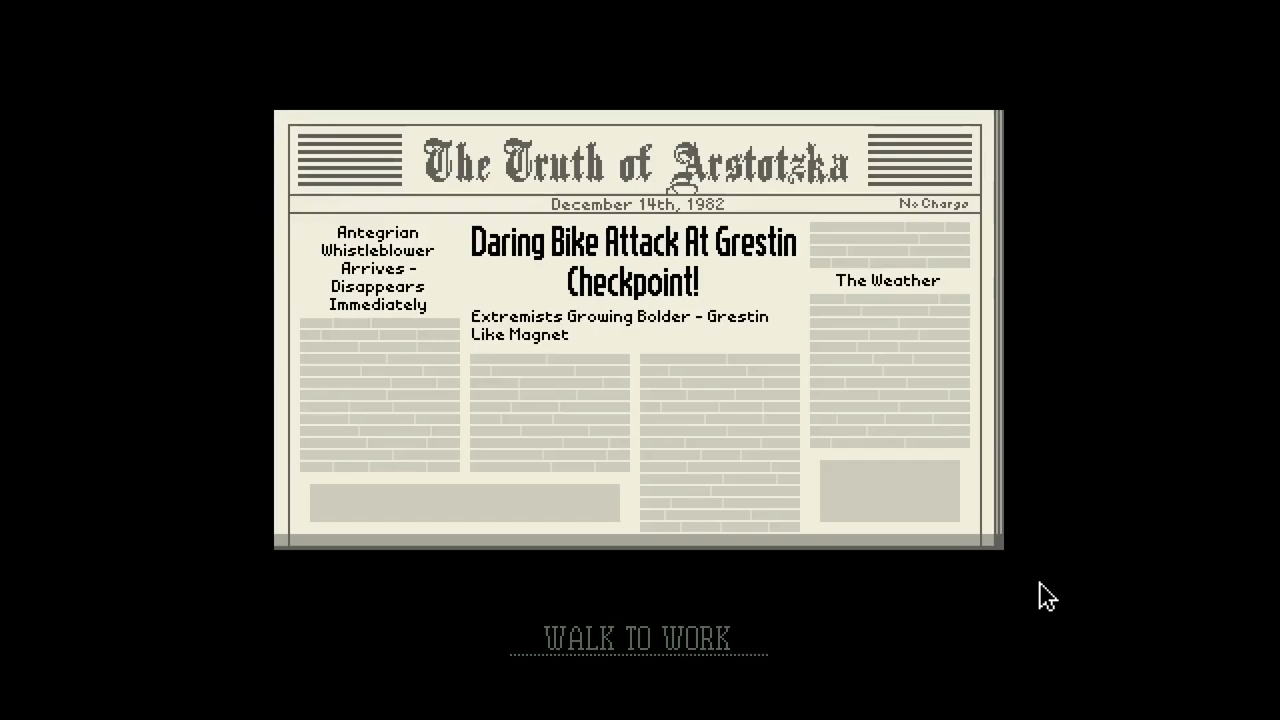 The Truth of Arstotzka
December 14th, 1982
No Charge
Antegrian
Whistleblower
Arrives -
Disappears
Immediately
Daring Bike Attack At Grestin
Checkpoint!
Extremists Growing Bolder - Grestin
Like Magnet
The Weather
WALK TO WORK